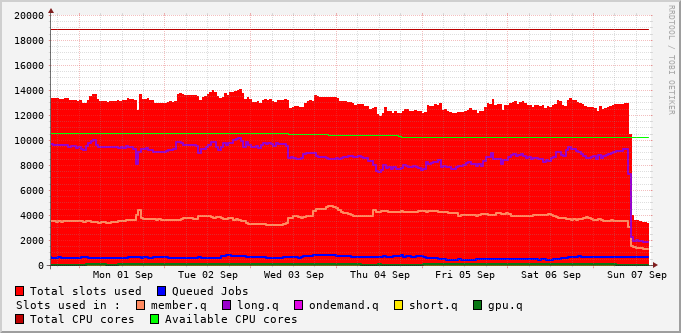 20000
18000
16000
14000
12000
10000
8000
6000
4000
2000
0
Mon 01 Sep Tue 02 Sep Wed 03 Sep Thu 04 Sep Fri 05 Sep Sat 06 Sep Sun 07 Sep
Total slots used Queued Jobs
Slots used in : member.q long.q ondemand.q short.q gpu.q
Total CPU cores Available CPU cores
RRDTOOL / TOBI OETIKER